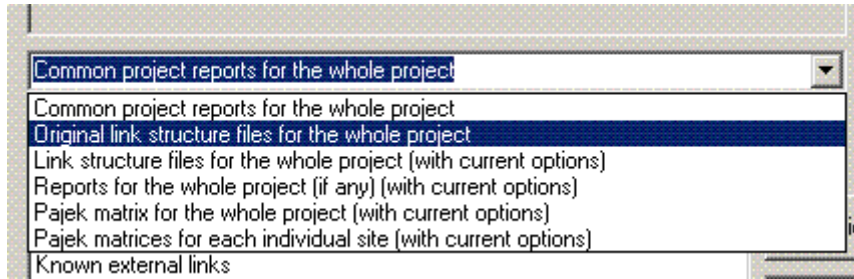 Common project reports for the whole project
Common project reports for the whole project
Original link structure files for the whole project
Link structure files for the whole project (with current options)
Reports for the whole project (if any) (with current options)
Pajek matrix for the whole project (with current options)
Pajek matrices for each individual site (with current options)
Known external links